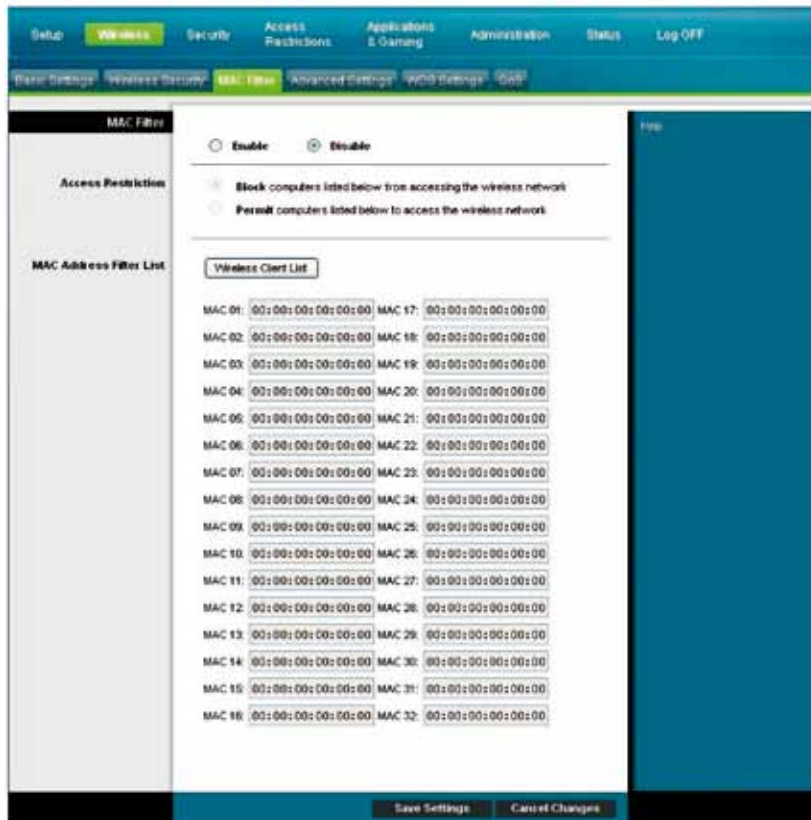 Setup Wireless Security Access Restrictions Applications & Gaming Administration Status Log OFF
Basic Settings Wireless Security MAC Filter Advanced Settings WDS Settings QoS
MAC Filter
Help
Enable Disable
Access Restriction
Block computers listed below from accessing the wireless network
Permit computers listed below to access the wireless network
MAC Address Filter List
Wireless Client List
MAC 01: 00:00:00:00:00:00 MAC 17: 00:00:00:00:00:00
MAC 02: 00:00:00:00:00:00 MAC 18: 00:00:00:00:00:00
MAC 03: 00:00:00:00:00:00 MAC 19: 00:00:00:00:00:00
MAC 04: 00:00:00:00:00:00 MAC 20: 00:00:00:00:00:00
MAC 05: 00:00:00:00:00:00 MAC 21: 00:00:00:00:00:00
MAC 06: 00:00:00:00:00:00 MAC 22: 00:00:00:00:00:00
MAC 07: 00:00:00:00:00:00 MAC 23: 00:00:00:00:00:00
MAC 08: 00:00:00:00:00:00 MAC 24: 00:00:00:00:00:00
MAC 09: 00:00:00:00:00:00 MAC 25: 00:00:00:00:00:00
MAC 10: 00:00:00:00:00:00 MAC 26: 00:00:00:00:00:00
MAC 11: 00:00:00:00:00:00 MAC 27: 00:00:00:00:00:00
MAC 12: 00:00:00:00:00:00 MAC 28: 00:00:00:00:00:00
MAC 13: 00:00:00:00:00:00 MAC 29: 00:00:00:00:00:00
MAC 14: 00:00:00:00:00:00 MAC 30: 00:00:00:00:00:00
MAC 15: 00:00:00:00:00:00 MAC 31: 00:00:00:00:00:00
MAC 16: 00:00:00:00:00:00 MAC 32: 00:00:00:00:00:00
Save Settings Cancel Changes